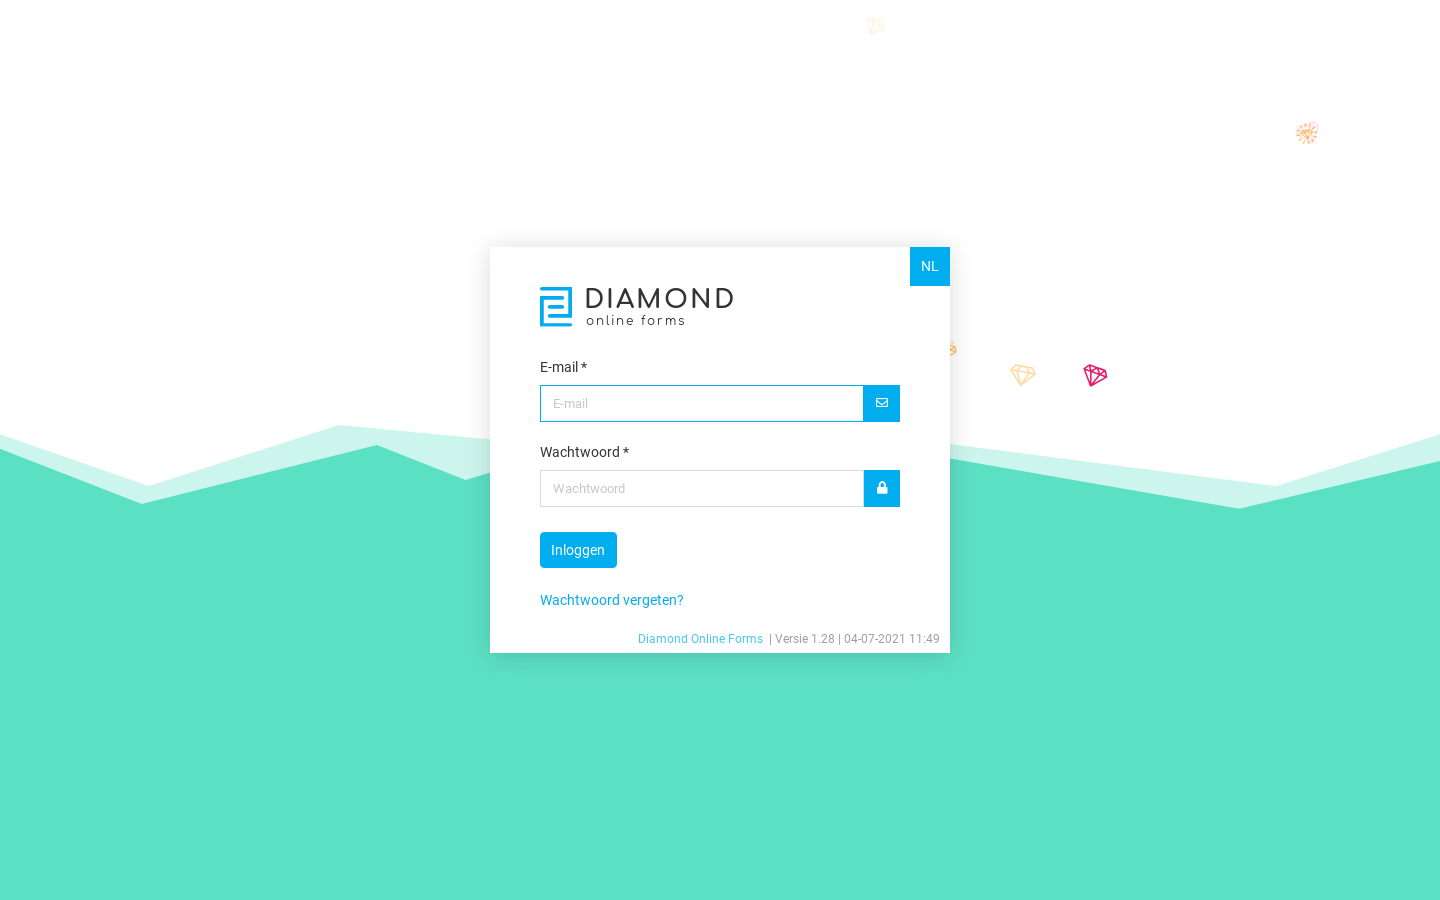 NL
DIAMOND
online forms
E-mail *
E-mail
Wachtwoord *
Wachtwoord
Inloggen
Wachtwoord vergeten?
Diamond Online Forms | Versie 1.28 | 04-07-2021 11:49